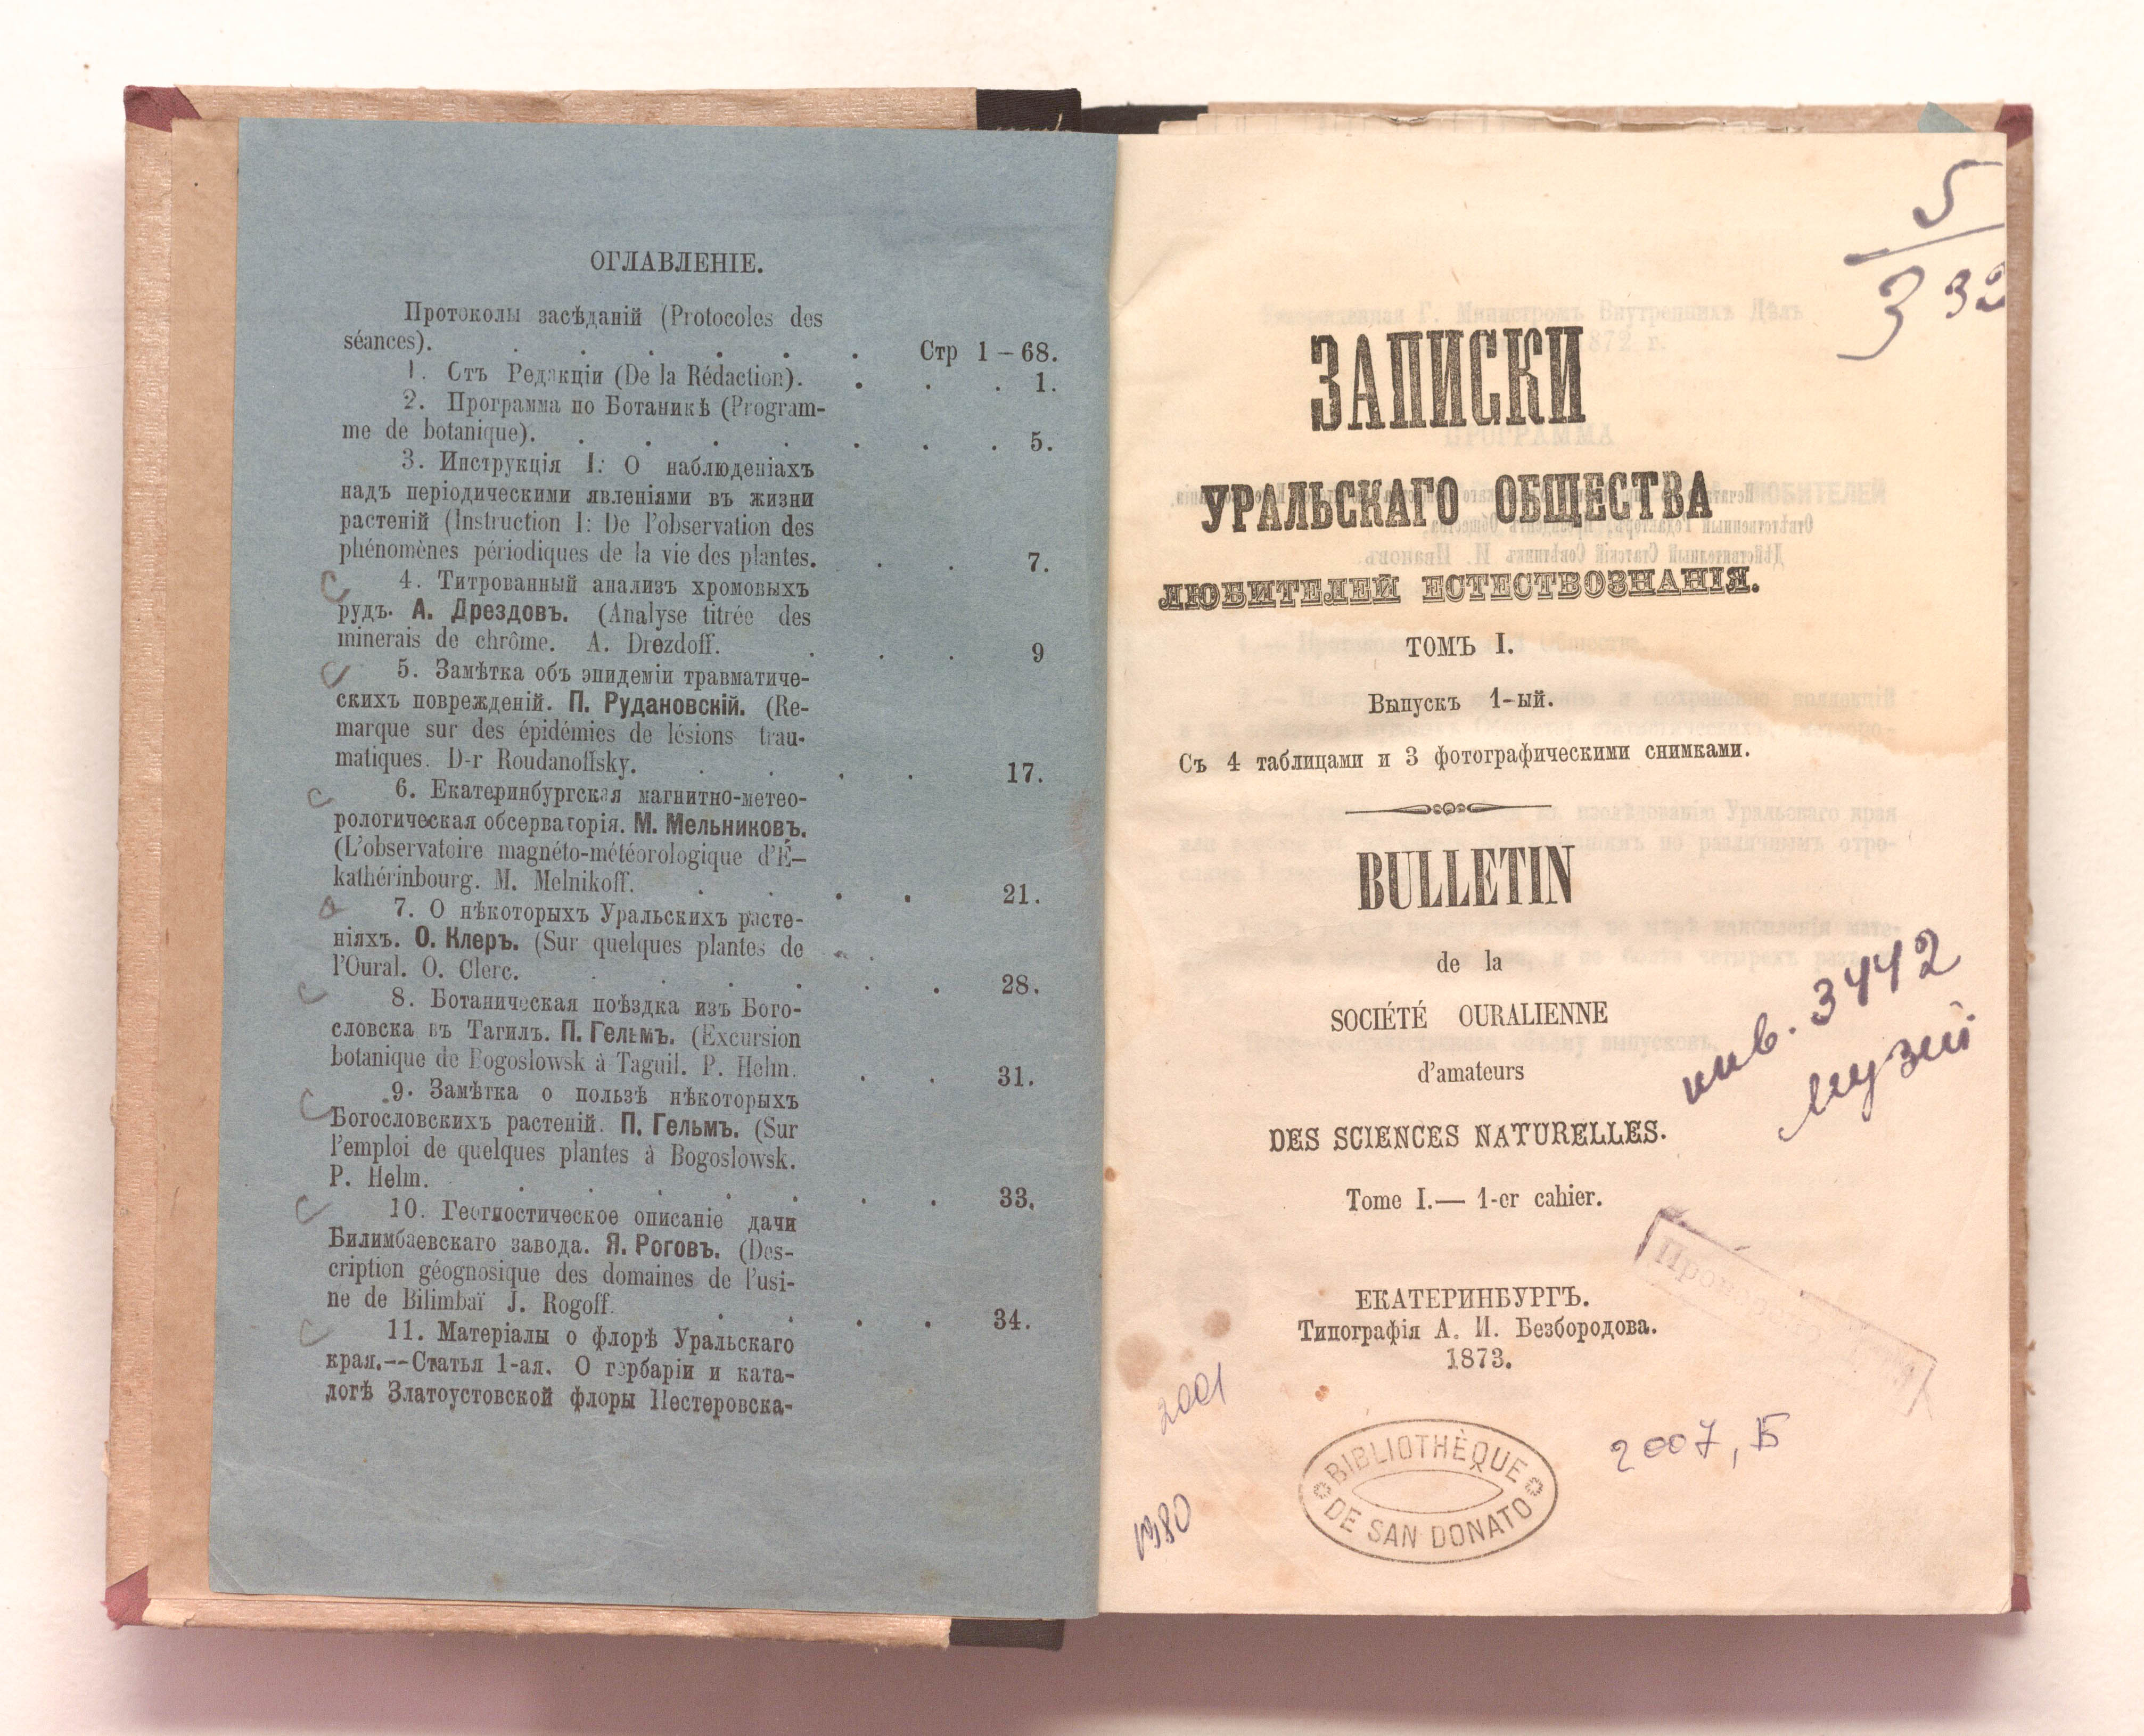 ОГЛАВЛЕНІЕ.
Протоколы засѣданій (Protocoles des
séances). Стр 1-68.
1. Отъ Редакціи (De la Rédaction). 1.
2. Программа по Ботаникѣ (Program-
me de botanique). 5.
3. Инструкція I: О наблюденіахъ
надъ періодическими явленіями въ жизни
растеній (Instruction I: De l'observation des
phénomènes périodiques de la vie des plantes. 7.
4. Титрованный анализъ хромовыхъ
рудъ. А. Дрездовъ. (Analyse titrée des
minerais de chrôme. A. Drezdoff. 9
5. Замѣтка объ эпидеміи травматиче-
скихъ поврежденій. П. Рудановскій. (Re-
marque sur des épidémies de lésions trau-
matiques. D-r Roudanoffsky. 17.
6. Екатеринбургская магнитно-метео-
рологическая обсерваторія. М. Мельниковъ.
(L'observatoire magnéto-météorologique d'É-
kathérinbourg. M. Melnikoff. 21.
7. О нѣкоторыхъ Уральскихъ расте-
ніяхъ. О. Клеръ. (Sur quelques plantes de
l'Oural. O. Clerc. 28.
8. Ботаническая поѣздка изъ Бого-
словска въ Тагилъ. П. Гельмъ. (Excursion
botanique de Bogoslowsk à Taguil. P. Helm. 31.
9. Замѣтка о пользѣ нѣкоторыхъ
Богословскихъ растеній. П. Гельмъ. (Sur
l'emploi de quelques plantes à Bogoslowsk.
P. Helm. 33.
10. Геогностическое описаніе дачи
Билимбаевскаго завода. Я. Роговъ. (Des-
cription géognosique des domaines de l'usi-
ne de Bilimbaï J. Rogoff. 34.
11. Матеріалы о флорѣ Уральскаго
края.--Статья 1-ая. О гербаріи и ката-
логѣ Златоустовской флоры Нестеровска-
5
3 32
ЗАПИСКИ
УРАЛЬСКАГО ОБЩЕСТВА
ЛЮБИТЕЛЕЙ ЕСТЕСТВОЗНАНІЯ.
ТОМЪ I.
Выпускъ 1-ый.
Съ 4 таблицами и 3 фотографическими снимками.
BULLETIN
de la
SOCIÉTÉ OURALIENNE
d'amateurs
DES SCIENCES NATURELLES.
Tome I.— 1-er cahier.
инв. 3442
музей
ЕКАТЕРИНБУРГЪ.
Типографія А. И. Безбородова.
1873.
2001
2007, Б
BIBLIOTHÈQUE
DE SAN DONATO